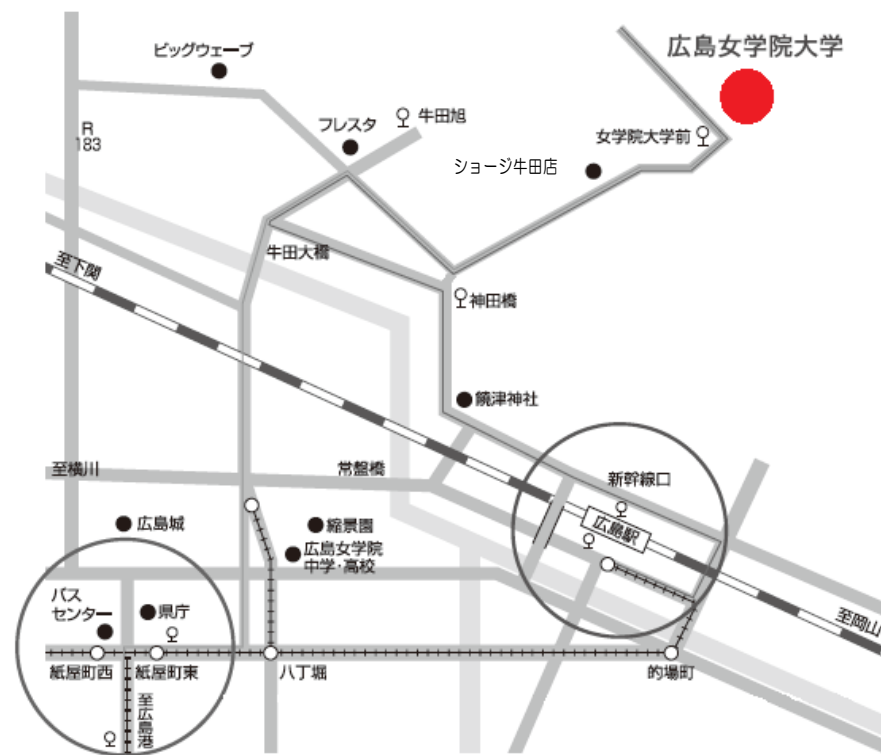 広島女学院大学
ビッグウェーブ
R
183
フレスタ
牛田旭
女学院大学前
ショージ牛田店
牛田大橋
至下関
神田橋
饒津神社
至横川
常盤橋
新幹線口
広島駅
広島城
縮景園
広島女学院
中学・高校
バス
センター
県庁
至岡山
紙屋町西
紙屋町東
八丁堀
的場町
至広島港